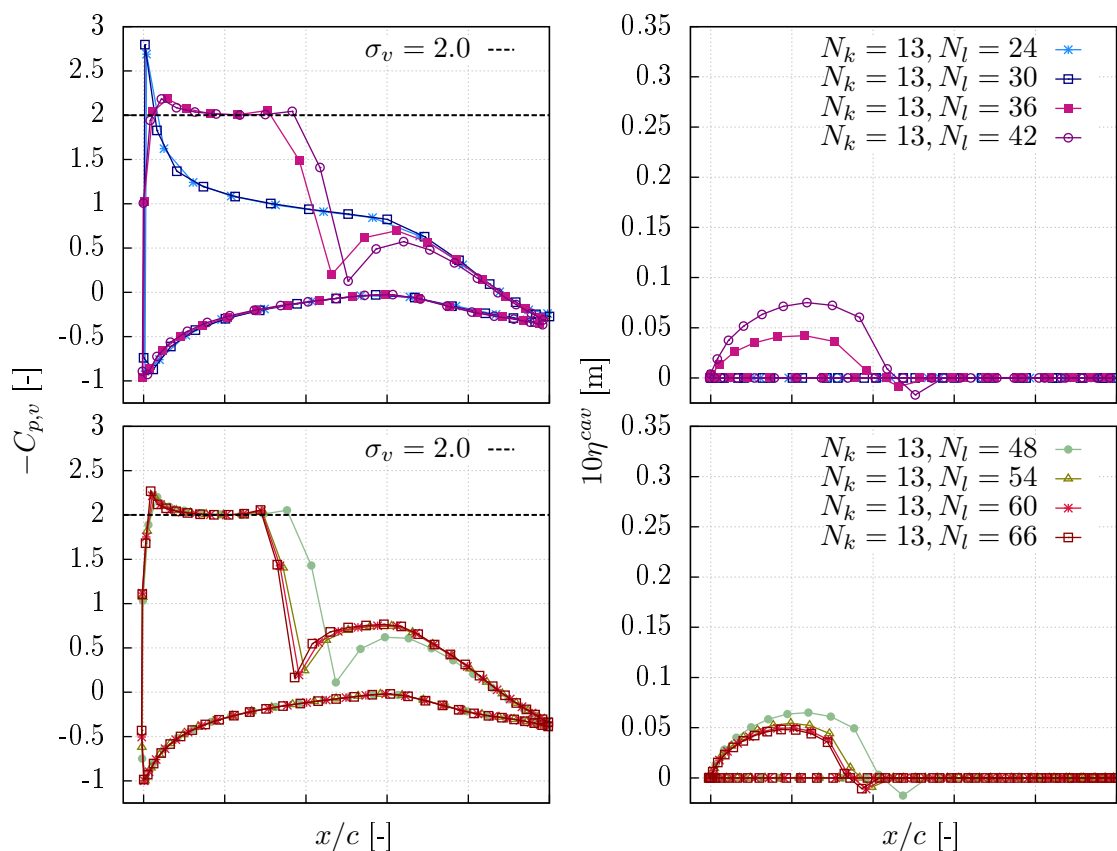 3
2.5
2
1.5
1
0.5
0
-0.5
-1
σ_v = 2.0
0.35
0.3
0.25
0.2
0.15
0.1
0.05
0
N_k = 13, N_l = 24
N_k = 13, N_l = 30
N_k = 13, N_l = 36
N_k = 13, N_l = 42
−C_{p,v} [-]
10η^{cav} [m]
3
2.5
2
1.5
1
0.5
0
-0.5
-1
σ_v = 2.0
x/c [-]
0.35
0.3
0.25
0.2
0.15
0.1
0.05
0
N_k = 13, N_l = 48
N_k = 13, N_l = 54
N_k = 13, N_l = 60
N_k = 13, N_l = 66
x/c [-]